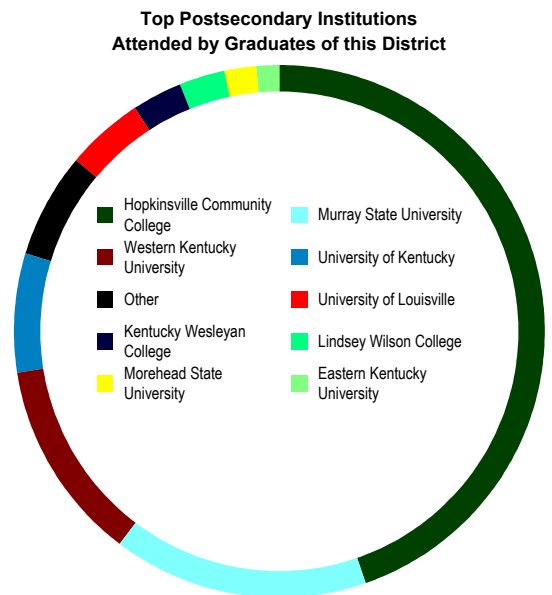 Top Postsecondary Institutions
Attended by Graduates of this District
Hopkinsville Community
College
Murray State University
Western Kentucky
University
University of Kentucky
Other
University of Louisville
Kentucky Wesleyan
College
Lindsey Wilson College
Morehead State
University
Eastern Kentucky
University